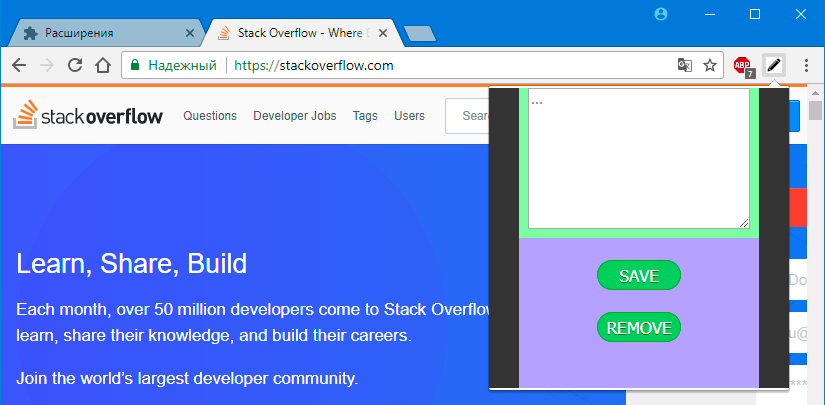 Расширения
Stack Overflow - Where
Надежный
https://stackoverflow.com
ABP
7
stackoverflow
Questions
Developer Jobs
Tags
Users
...
Learn, Share, Build
Each month, over 50 million developers come to Stack Overflow
learn, share their knowledge, and build their careers.
Join the world’s largest developer community.
SAVE
REMOVE